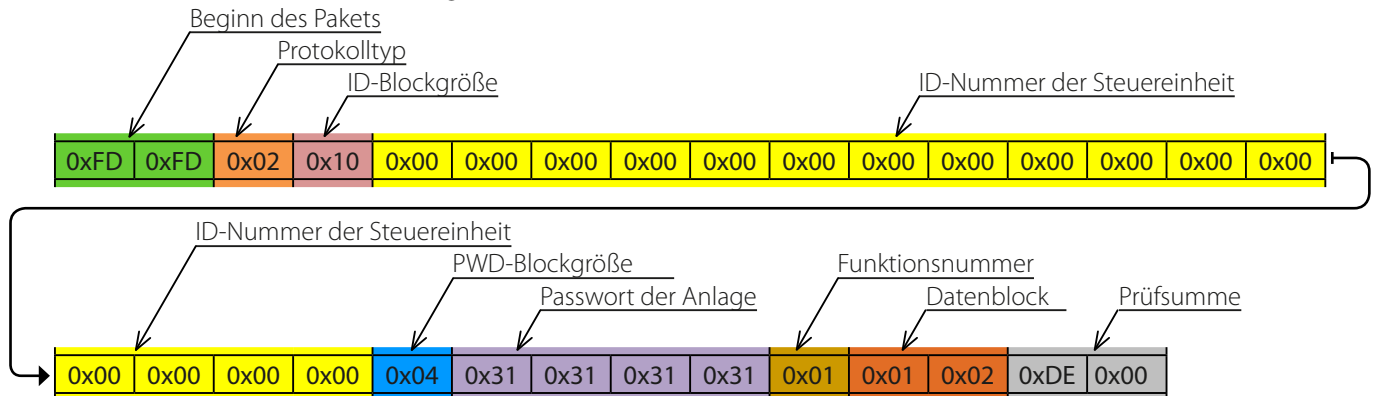 Beginn des Pakets
Protokolltyp
ID-Blockgröße
ID-Nummer der Steuereinheit
0xFD 0xFD 0x02 0x10 0x00 0x00 0x00 0x00 0x00 0x00 0x00 0x00 0x00 0x00 0x00 0x00
ID-Nummer der Steuereinheit
PWD-Blockgröße
Funktionsnummer
Passwort der Anlage
Datenblock
Prüfsumme
0x00 0x00 0x00 0x00 0x04 0x31 0x31 0x31 0x31 0x01 0x01 0x02 0xDE 0x00